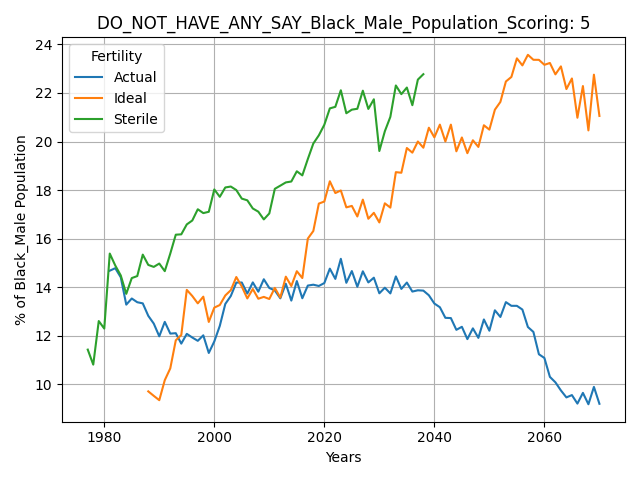 DO_NOT_HAVE_ANY_SAY_Black_Male_Population_Scoring: 5
% of Black_Male Population
24
22
20
18
16
14
12
10
Fertility
Actual
Ideal
Sterile
1980
2000
2020
2040
2060
Years